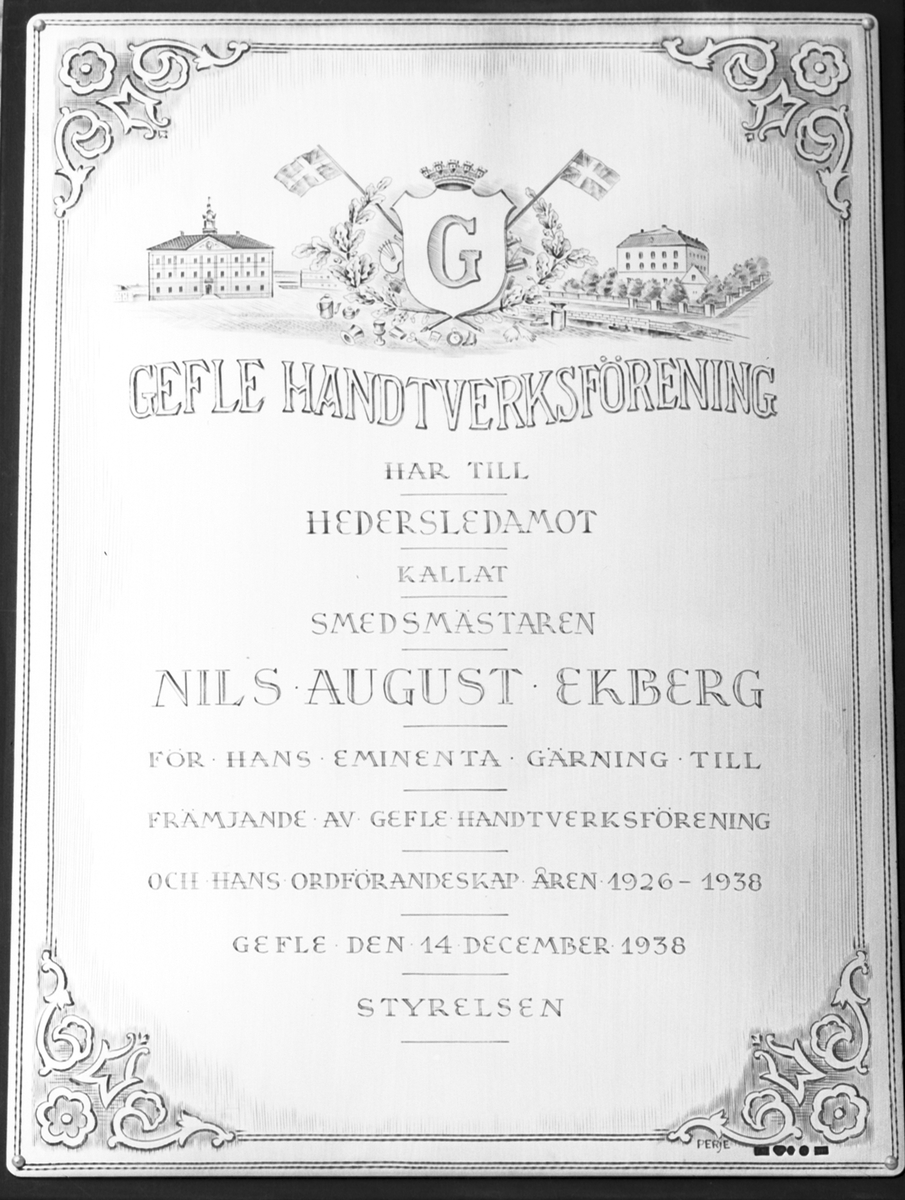 G
GEFLE HANDTVERKSFÖRENING
HAR TILL
HEDERSLEDAMOT
KALLAT
SMEDSMÄSTAREN
NILS · AUGUST · EKBERG
FÖR · HANS · EMINENTA · GÄRNING · TILL
FRÄMJANDE · AV · GEFLE · HANDTVERKSFÖRENING
OCH · HANS · ORDFÖRANDESKAP · ÅREN · 1926 – 1938
GEFLE · DEN · 14 · DECEMBER · 1938
STYRELSEN
PERJE